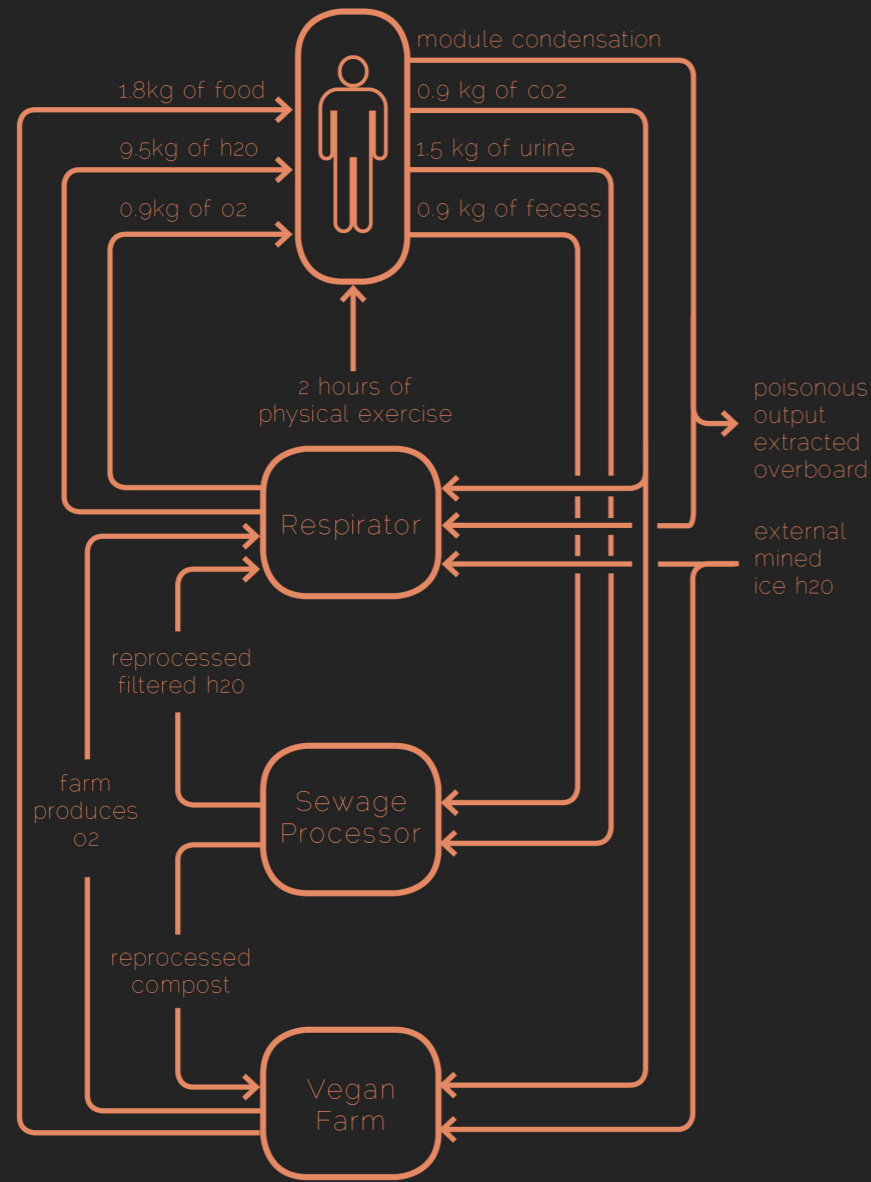 module condensation
1.8kg of food
0.9 kg of co2
9.5kg of h20
1.5 kg of urine
0.9kg of o2
0.9 kg of fecess
2 hours of
physical exercise
poisonous
output
extracted
overboard
Respirator
external
mined
ice h20
reprocessed
filtered h20
farm
produces
o2
Sewage
Processor
reprocessed
compost
Vegan
Farm